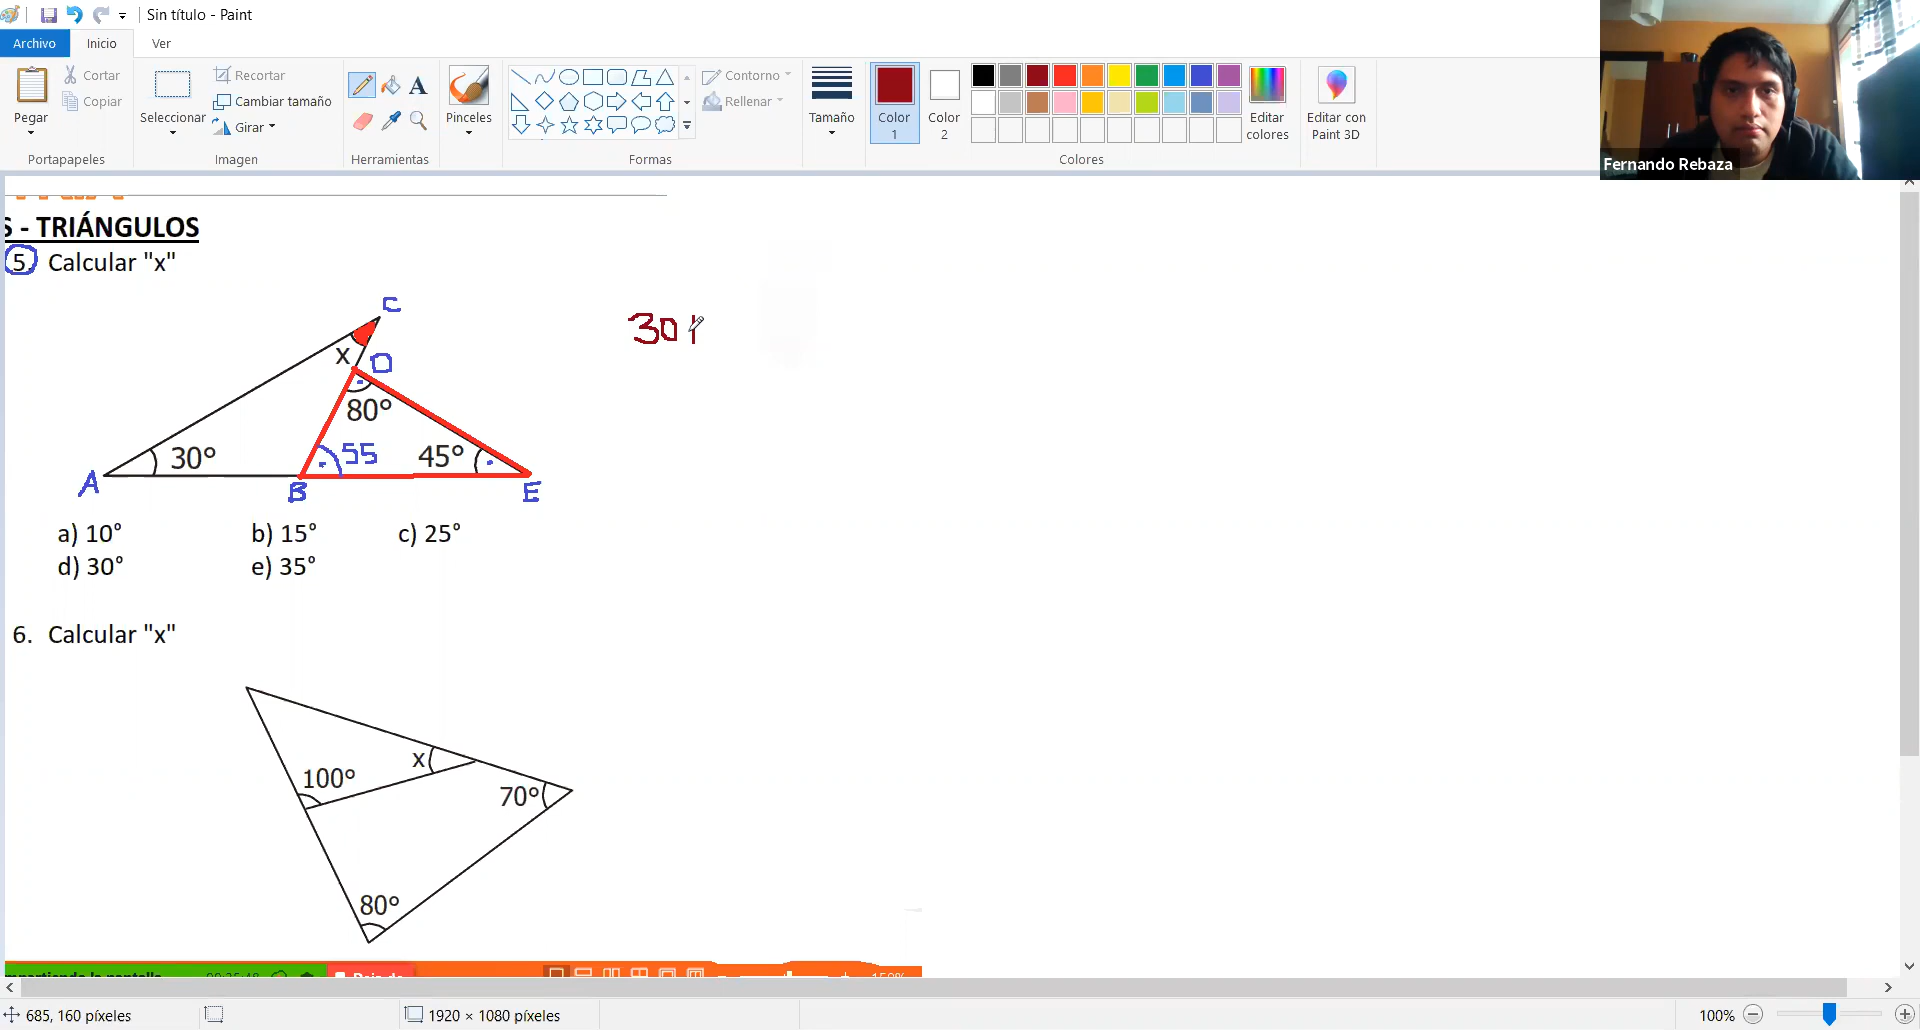 Sin título - Paint
Archivo
Inicio
Ver
Pegar
Cortar
Copiar
Portapapeles
Seleccionar
Recortar
Cambiar tamaño
Girar
Imagen
A
Herramientas
Pinceles
Formas
Contorno
Rellenar
Tamaño
Color 1
Color 2
Editar colores
Editar con Paint 3D
Colores
Fernando Rebaza
S - TRIÁNGULOS
5. Calcular "x"
C
x
D
80°
30°
55
45°
A
B
E
30
a) 10° b) 15° c) 25°
d) 30° e) 35°
6. Calcular "x"
100°
x
70°
80°
685, 160 píxeles
1920 × 1080 píxeles
100%